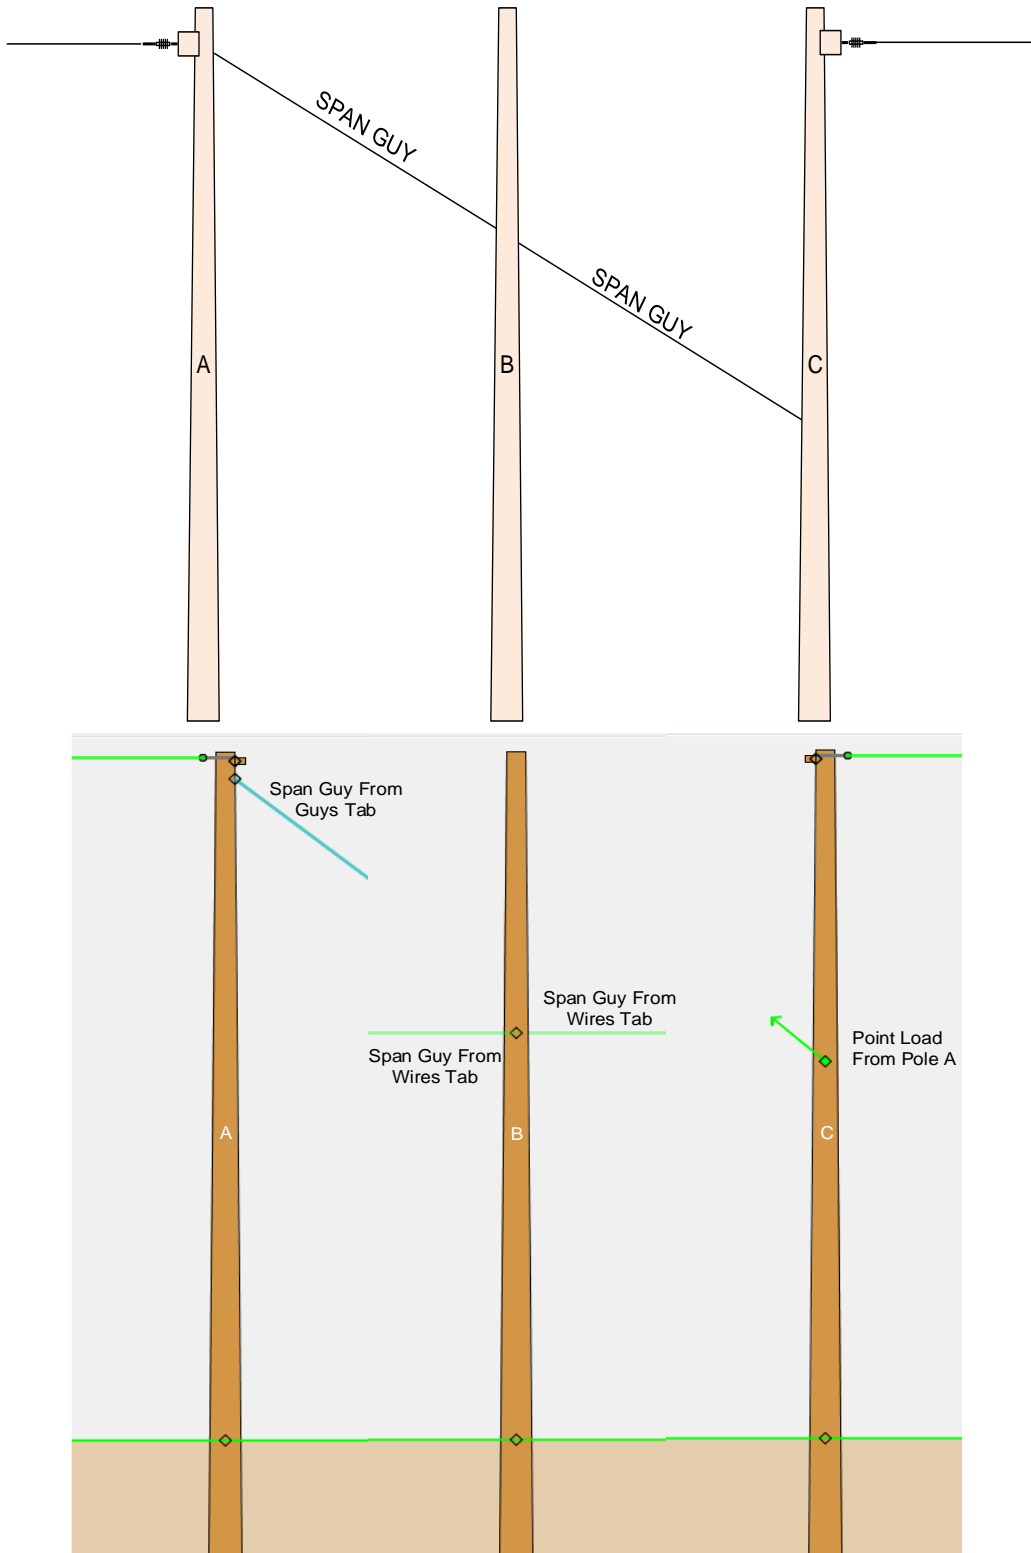 SPAN GUY
SPAN GUY
A
B
C
Span Guy From
Guys Tab
Span Guy From
Wires Tab
Span Guy From
Wires Tab
Point Load
From Pole A
A
B
C